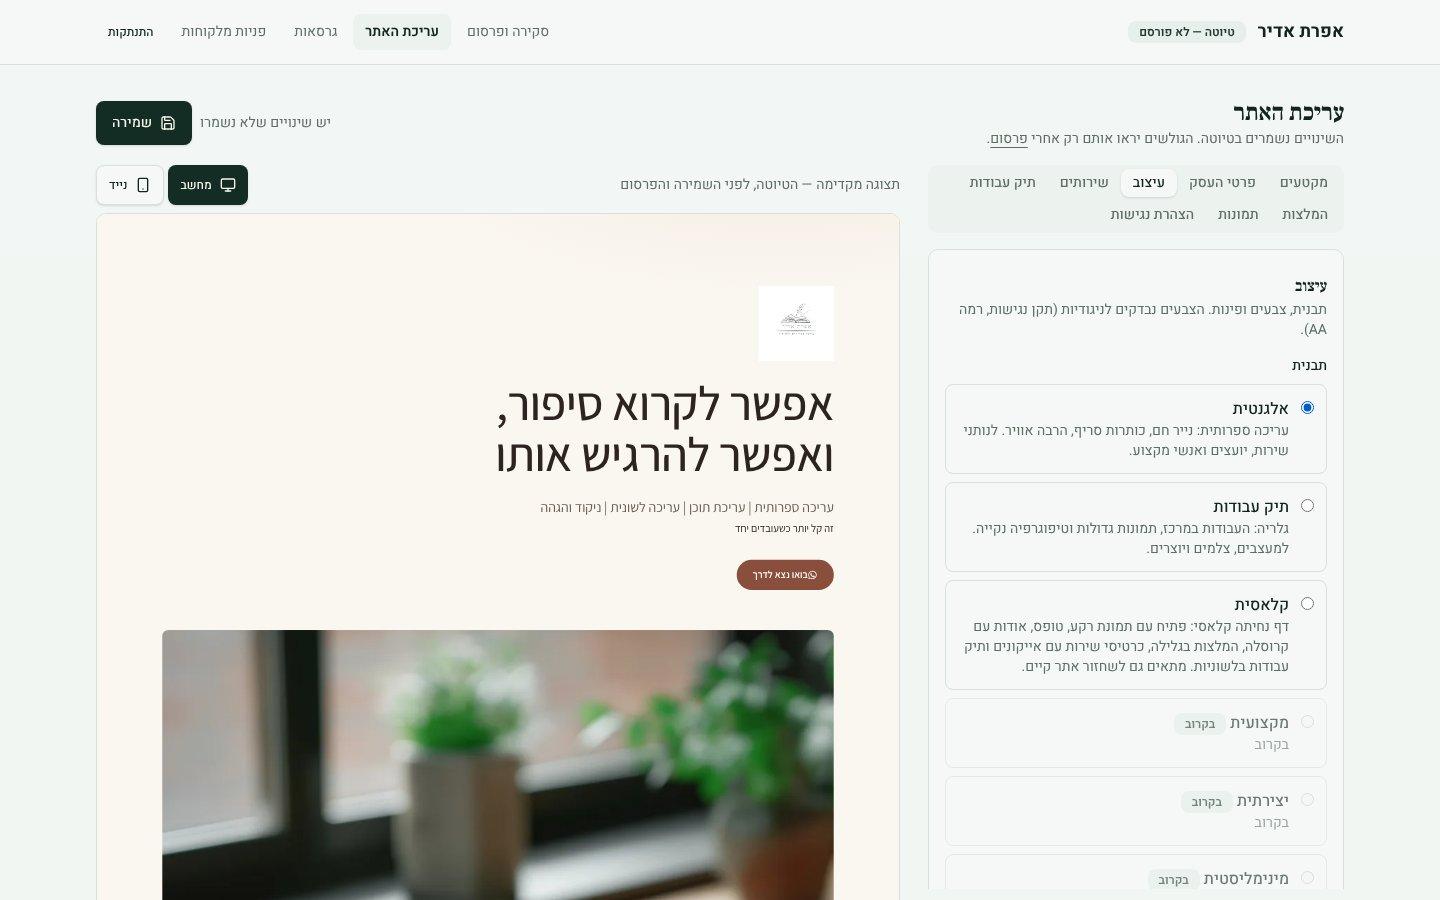 אפרת אדיר
טיוטה — לא פורסם
סקירה ופרסום
עריכת האתר
גרסאות
פניות מלקוחות
התנתקות
עריכת האתר
השינויים נשמרים בטיוטה. הגולשים יראו אותם רק אחרי פרסום.
יש שינויים שלא נשמרו
שמירה
מקטעים
פרטי העסק
עיצוב
שירותים
תיק עבודות
המלצות
תמונות
הצהרת נגישות
תצוגה מקדימה — הטיוטה, לפני השמירה והפרסום
מחשב
נייד
עיצוב
תבנית, צבעים ופינות. הצבעים נבדקים לניגודיות (תקן נגישות, רמה
AA).
תבנית
אלגנטית
עריכה ספרותית: נייר חם, כותרות סריף, הרבה אוויר. לנותני
שירות, יועצים ואנשי מקצוע.
תיק עבודות
גלריה: העבודות במרכז, תמונות גדולות וטיפוגרפיה נקייה.
למעצבים, צלמים ויוצרים.
קלאסית
דף נחיתה קלאסי: פתיח עם תמונת רקע, טופס, אודות עם
קרוסלה, המלצות בגלילה, כרטיסי שירות עם אייקונים ותיק
עבודות בלשוניות. מתאים גם לשחזור אתר קיים.
מקצועית
בקרוב
בקרוב
יצירתית
בקרוב
בקרוב
מינימליסטית
בקרוב
אפשר לקרוא סיפור,
ואפשר להרגיש אותו
עריכה ספרותית | עריכת תוכן | עריכה לשונית | ניקוד והגהה
זה קל יותר כשעובדים יחד
בואו נצא לדרך